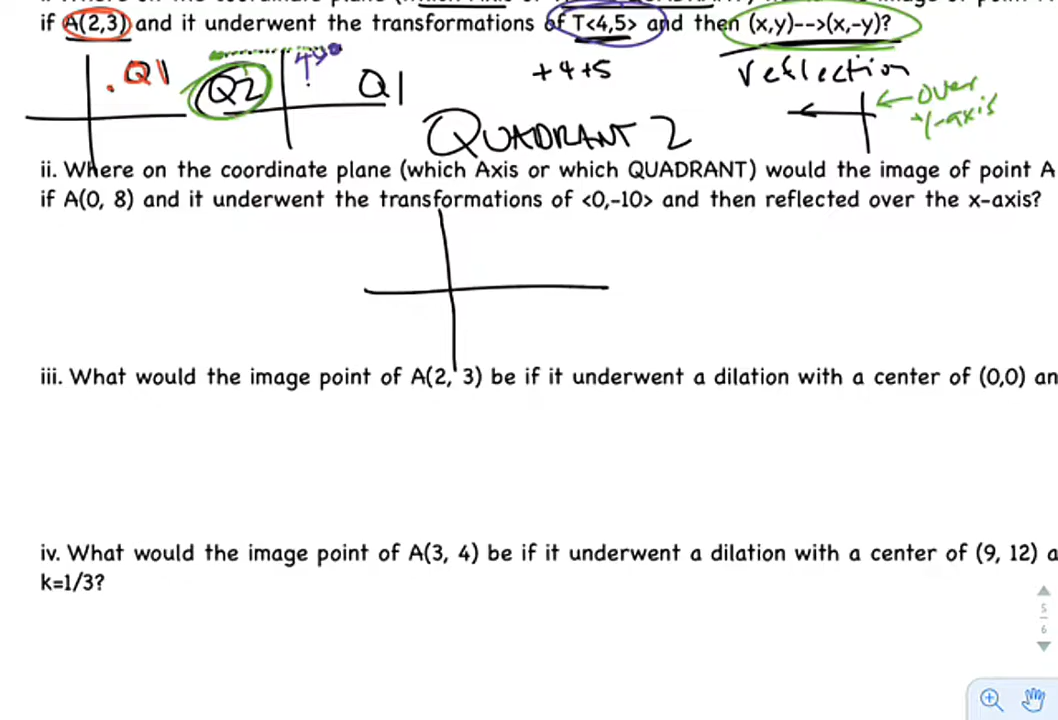 if A(2,3) and it underwent the transformations of T<4,5> and then (x,y)-->(x,-y)?
Q1
Q2
Q1
+4+5
reflection
over
y-axis
QUADRANT 2
ii. Where on the coordinate plane (which Axis or which QUADRANT) would the image of point A
if A(0, 8) and it underwent the transformations of <0,-10> and then reflected over the x-axis?
iii. What would the image point of A(2, 3) be if it underwent a dilation with a center of (0,0) an
iv. What would the image point of A(3, 4) be if it underwent a dilation with a center of (9, 12) a
k=1/3?
5
6